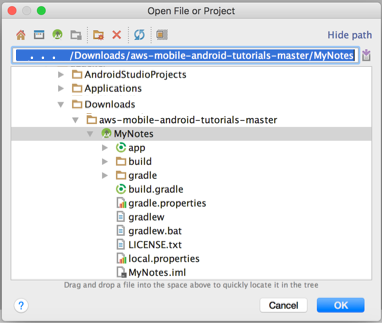 Open File or Project
Hide path
. . . /Downloads/aws-mobile-android-tutorials-master/MyNotes
AndroidStudioProjects
Applications
Downloads
aws-mobile-android-tutorials-master
MyNotes
app
build
gradle
build.gradle
gradle.properties
gradlew
gradlew.bat
LICENSE.txt
local.properties
MyNotes.iml
Drag and drop a file into the space above to quickly locate it in the tree
? Cancel OK